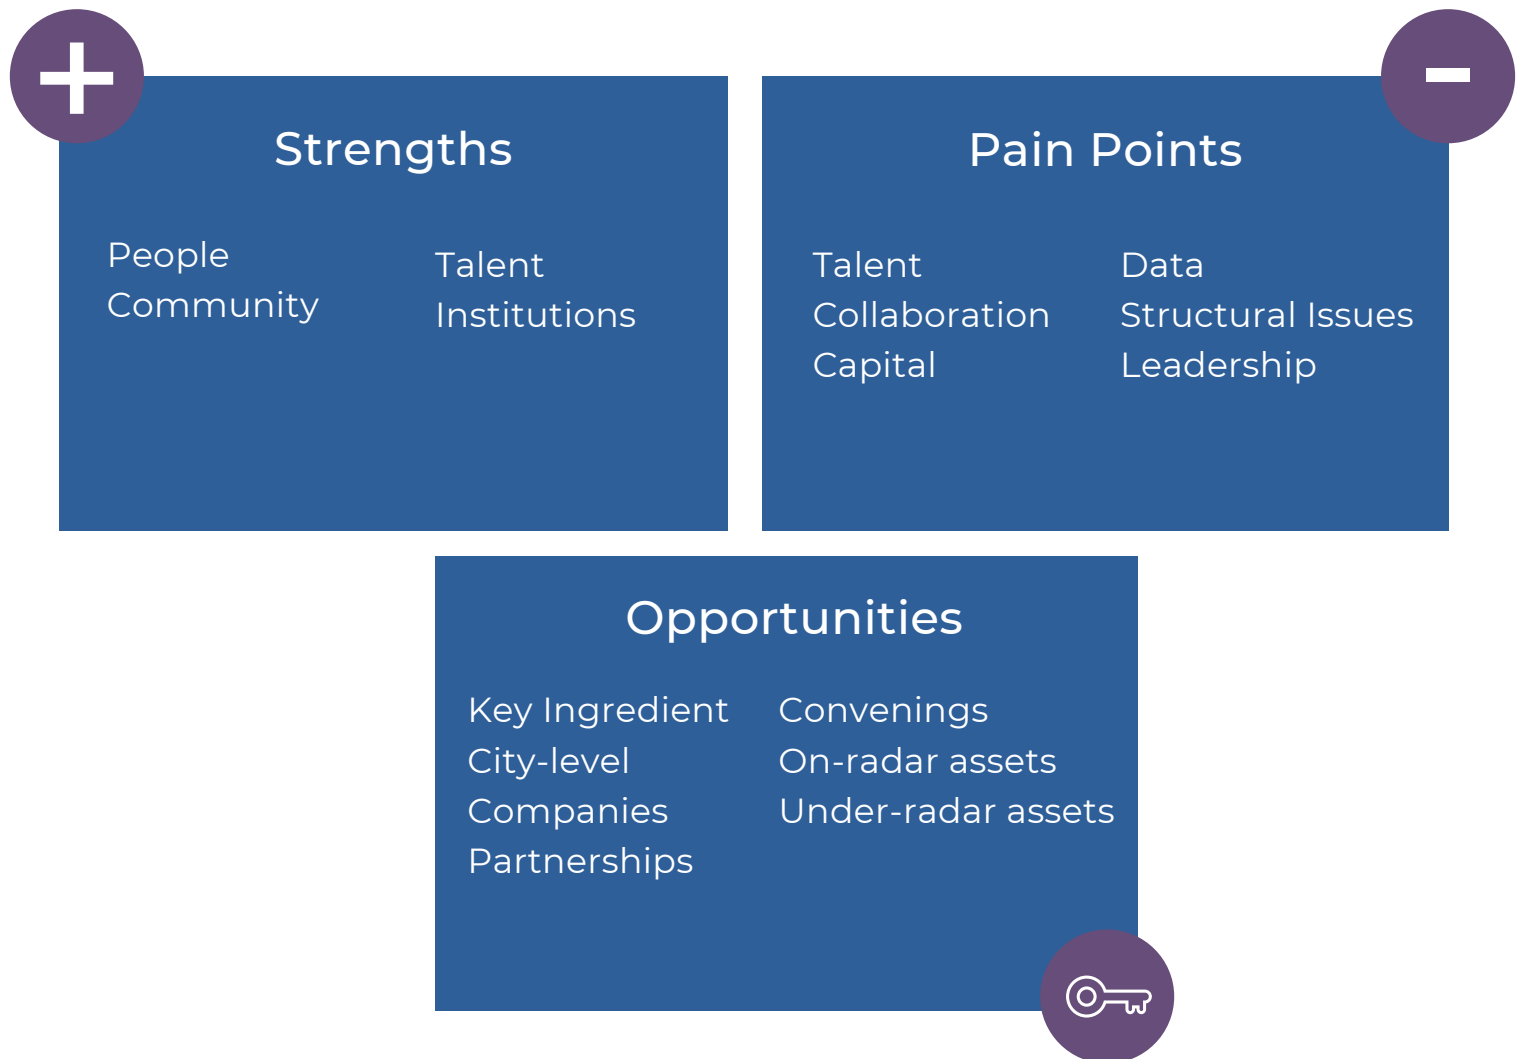 Strengths
People
Community
Talent
Institutions
Pain Points
Talent
Collaboration
Capital
Data
Structural Issues
Leadership
Opportunities
Key Ingredient
City-level
Companies
Partnerships
Convenings
On-radar assets
Under-radar assets